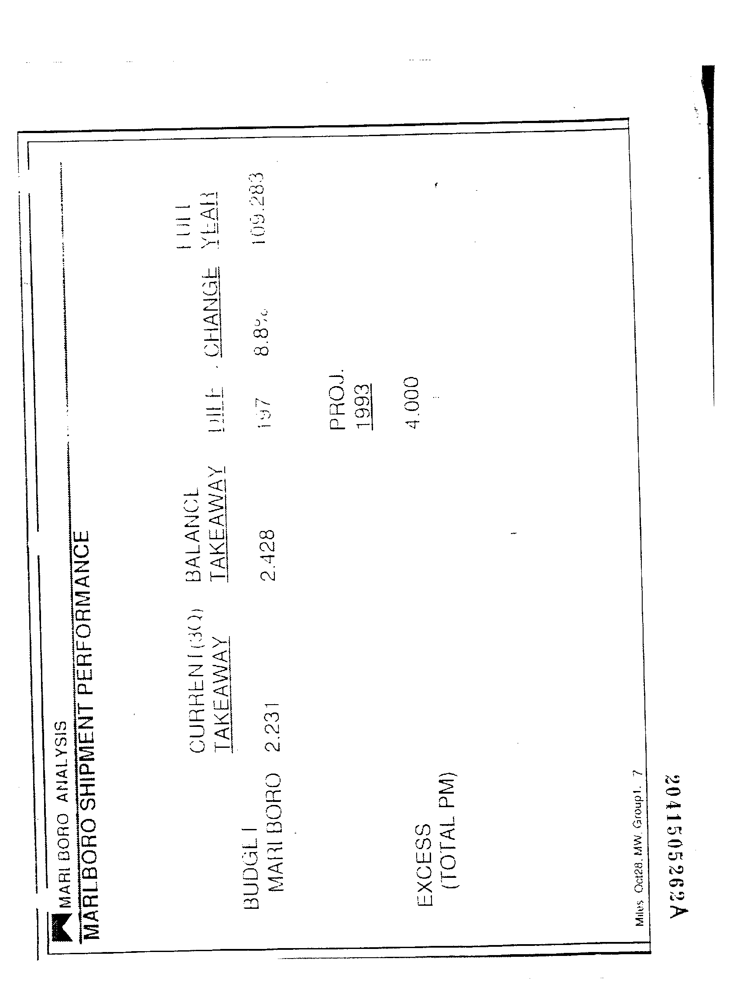 MARLBORO ANALYSIS
MARLBORO SHIPMENT PERFORMANCE
CURRENT (3Q) BALANCE FULL
TAKEAWAY TAKEAWAY DIFF. CHANGE YEAR
BUDGET
MARLBORO 2.231 2.428 197 8.8% 109.283
PROJ.
1993
EXCESS 4.000
(TOTAL PM)
Miles Oct28. MW. Group1. 7
2041505262A